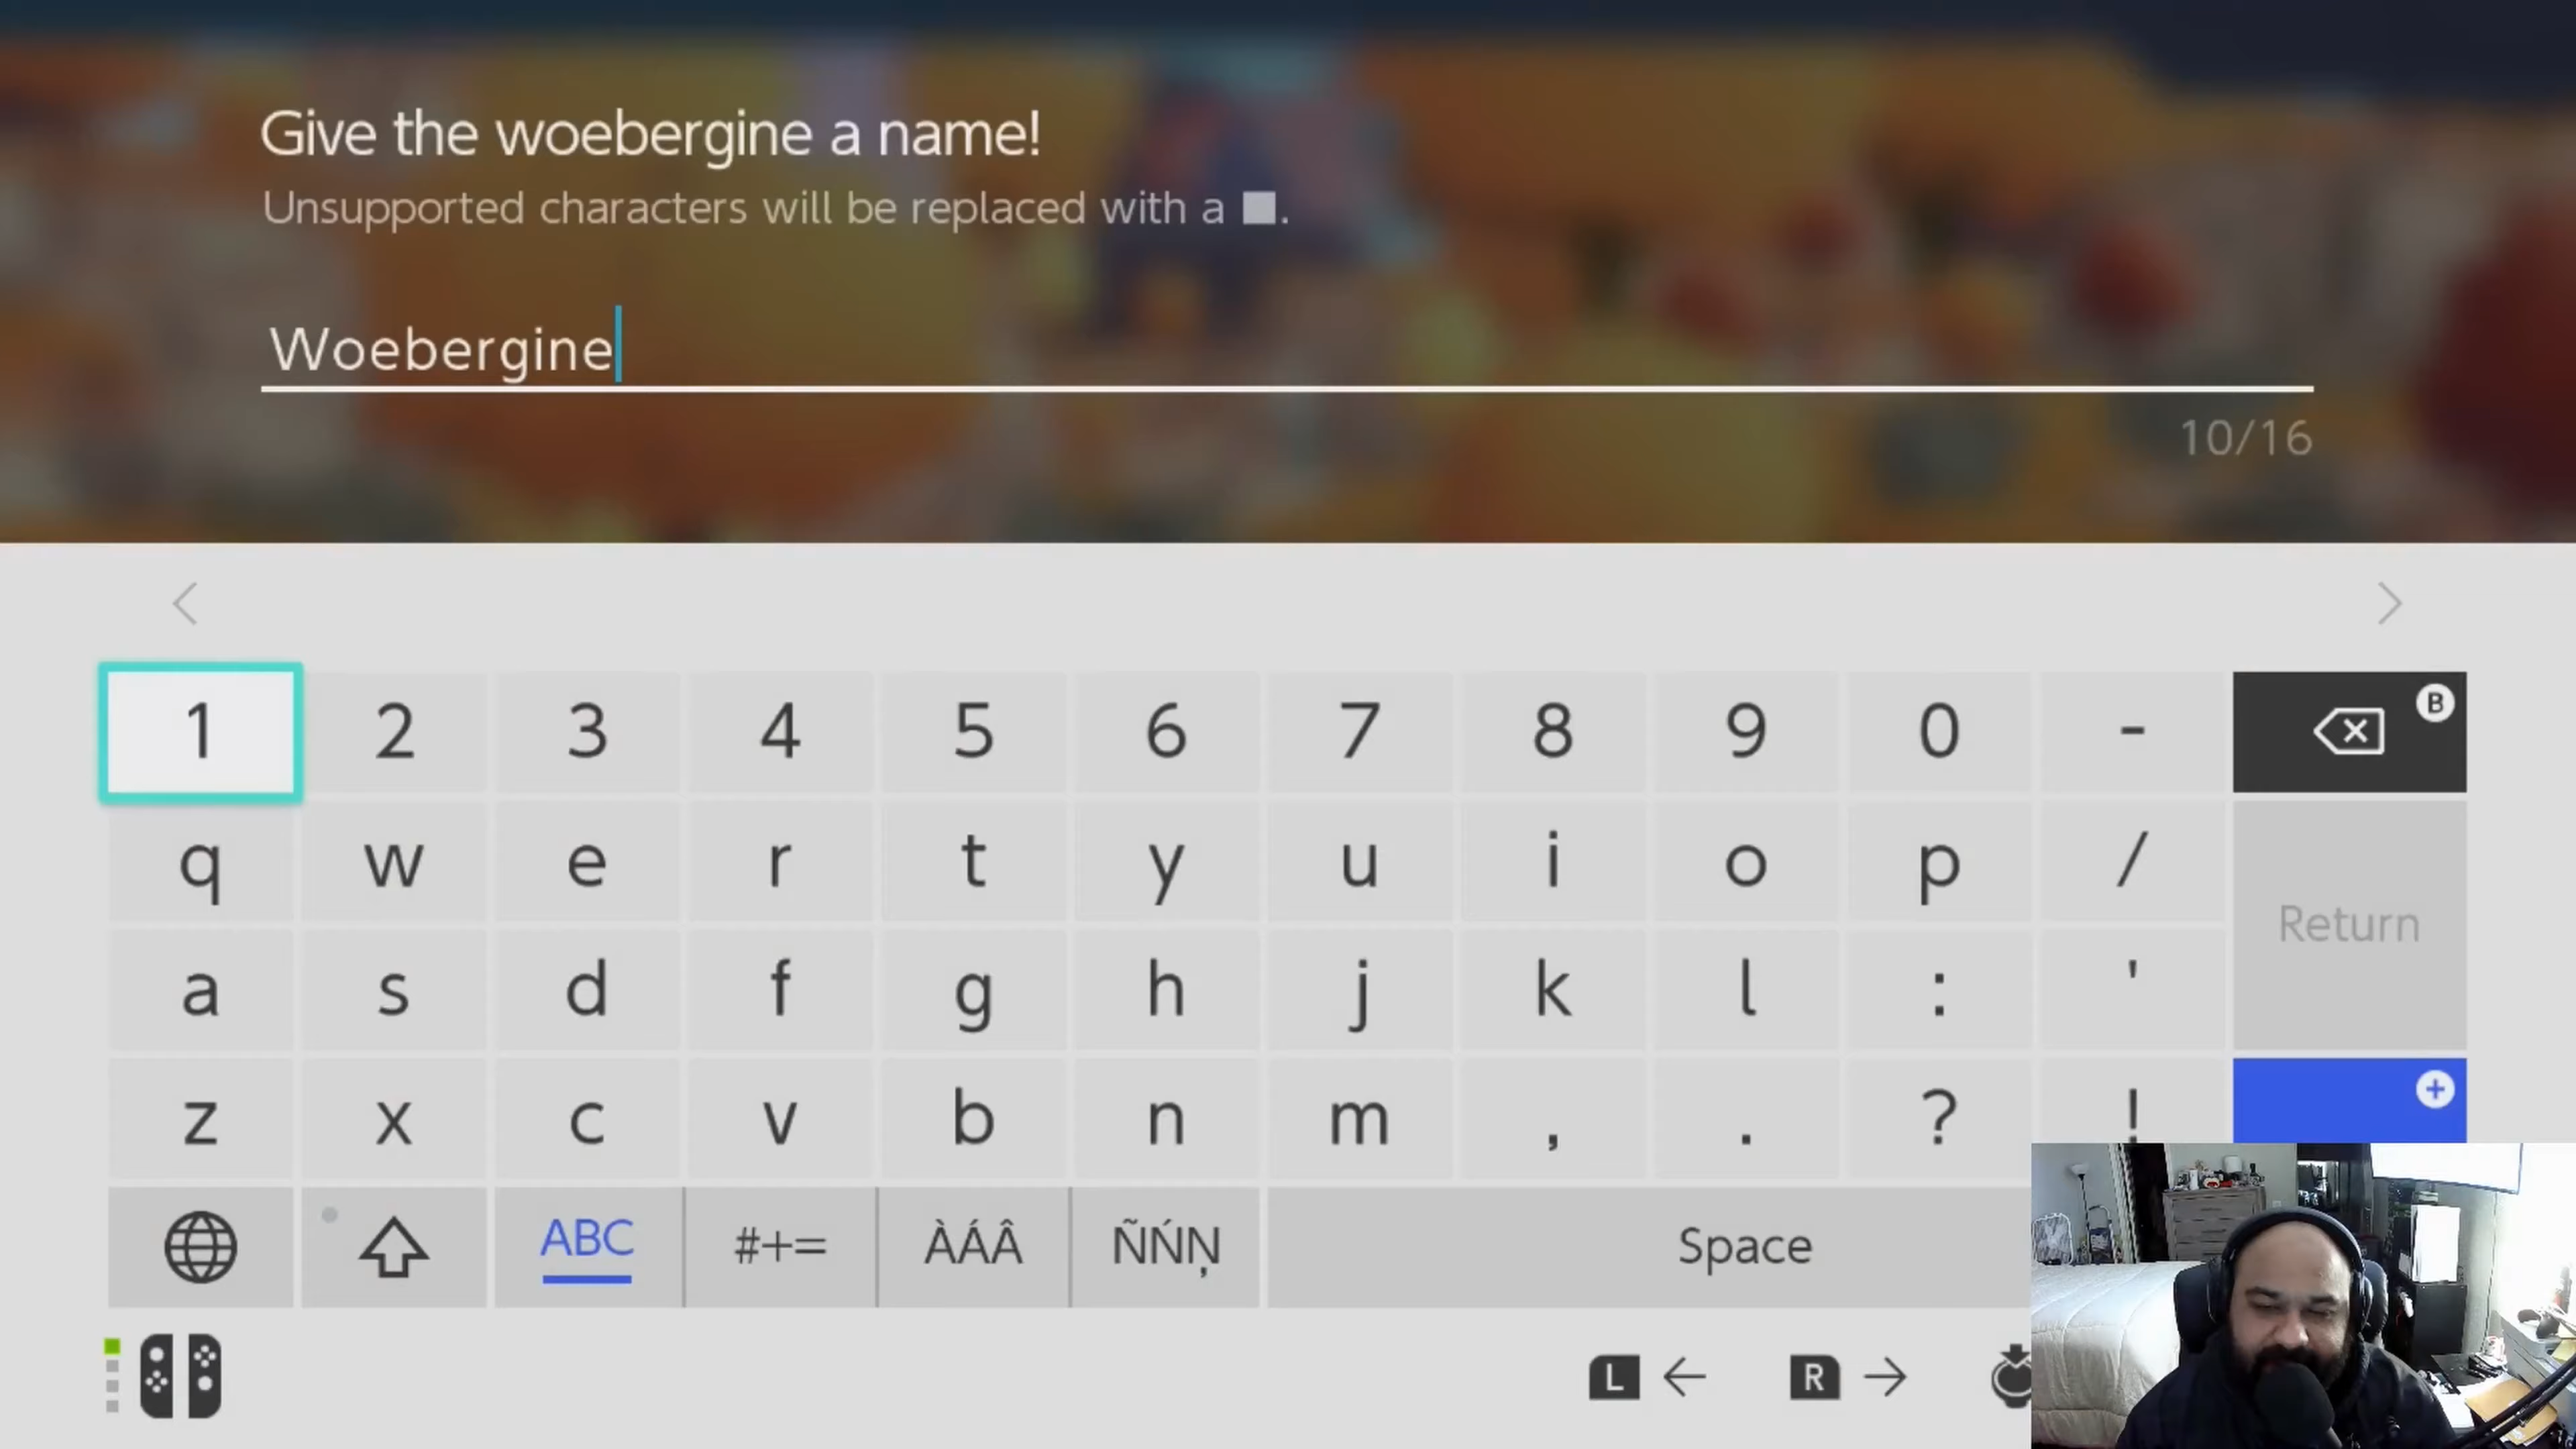 Give the woebergine a name!
Unsupported characters will be replaced with a ■.
Woebergine
10/16
1 2 3 4 5 6 7 8 9 0 - B
q w e r t y u i o p /
Return
a s d f g h j k l : '
z x c v b n m , . ? ! +
ABC #+= ÀÁÂ ÑŃŅ Space
L ← R →